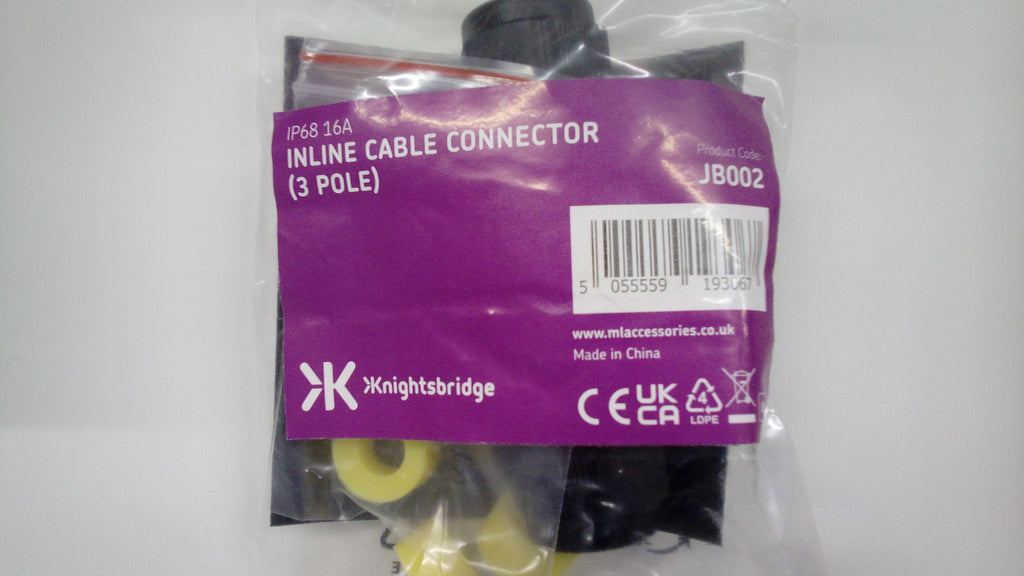 IP68 16A
INLINE CABLE CONNECTOR
(3 POLE)
Product Code:
JB002
5 055559 193067
www.mlaccessories.co.uk
Made in China
Knightsbridge
CE UK CA 4 LDPE
3